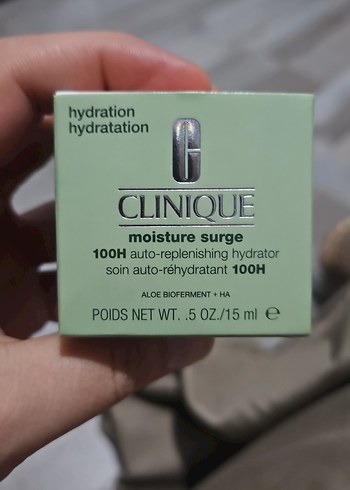 hydration
hydratation
C
CLINIQUE
moisture surge
100H auto-replenishing hydrator
soin auto-réhydratant 100H
ALOE BIOFERMENT + HA
POIDS NET WT. .5 OZ./15 ml ℮